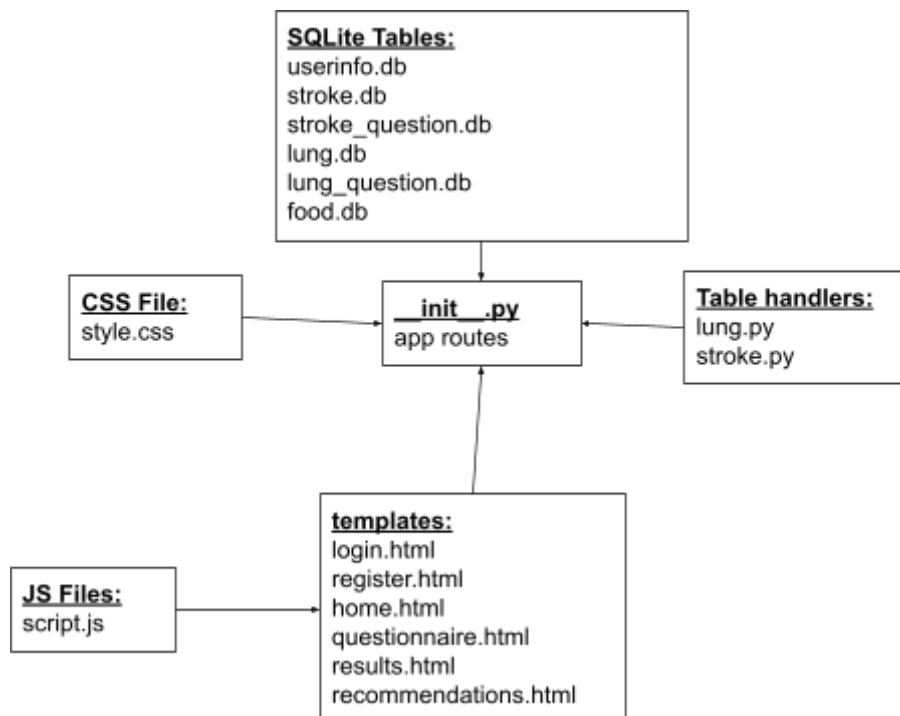 SQLite Tables:
userinfo.db
stroke.db
stroke_question.db
lung.db
lung_question.db
food.db
CSS File:
style.css
__init__.py
app routes
Table handlers:
lung.py
stroke.py
templates:
login.html
register.html
home.html
questionnaire.html
results.html
recommendations.html
JS Files:
script.js